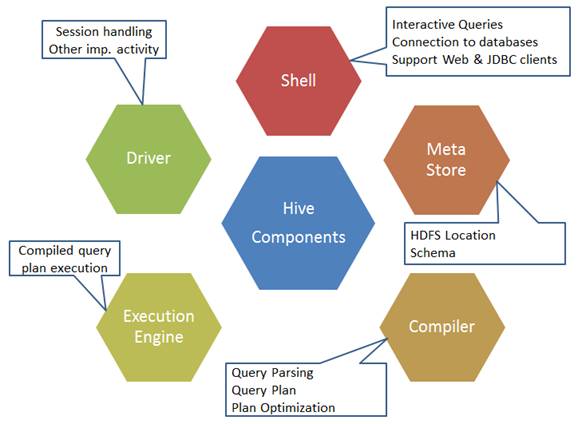 Session handling
Other imp. activity
Interactive Queries
Connection to databases
Support Web & JDBC clients
Shell
Driver
Meta
Store
Hive
Components
HDFS Location
Schema
Compiled query
plan execution
Execution
Engine
Compiler
Query Parsing
Query Plan
Plan Optimization